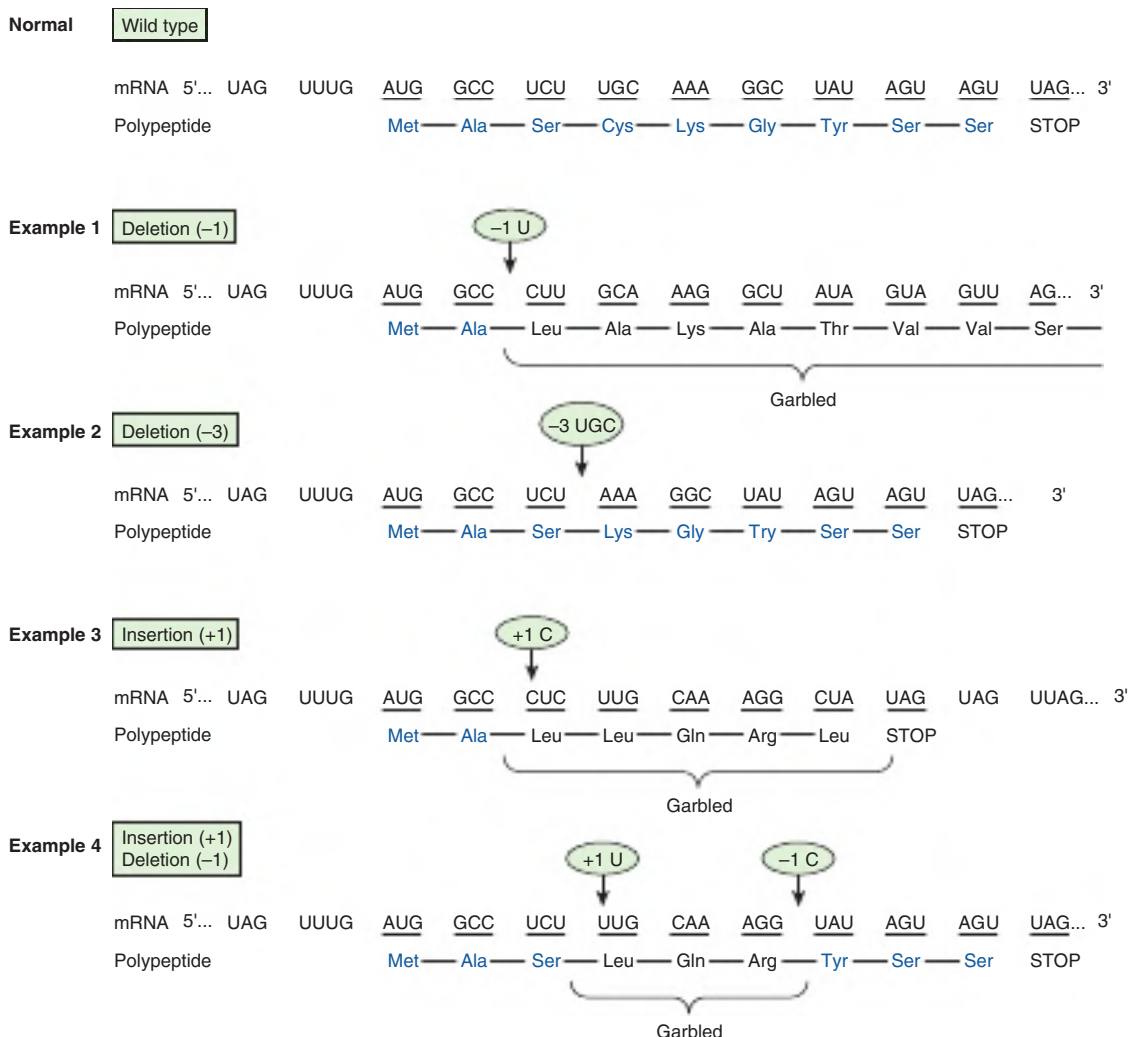 Normal Wild type
mRNA 5'... UAG UUUG AUG GCC UCU UGC AAA GGC UAU AGU AGU UAG... 3'
Polypeptide Met Ala Ser Cys Lys Gly Tyr Ser Ser STOP
Example 1 Deletion (–1) –1 U
mRNA 5'... UAG UUUG AUG GCC CUU GCA AAG GCU AUA GUA GUU AG... 3'
Polypeptide Met Ala Leu Ala Lys Ala Thr Val Val Ser
Garbled
Example 2 Deletion (–3) –3 UGC
mRNA 5'... UAG UUUG AUG GCC UCU AAA GGC UAU AGU AGU UAG... 3'
Polypeptide Met Ala Ser Lys Gly Try Ser Ser STOP
Example 3 Insertion (+1) +1 C
mRNA 5'... UAG UUUG AUG GCC CUC UUG CAA AGG CUA UAG UAG UUAG... 3'
Polypeptide Met Ala Leu Leu Gln Arg Leu STOP
Garbled
Example 4 Insertion (+1)
Deletion (–1)
+1 U –1 C
mRNA 5'... UAG UUUG AUG GCC UCU UUG CAA AGG UAU AGU AGU UAG... 3'
Polypeptide Met Ala Ser Leu Gln Arg Tyr Ser Ser STOP
Garbled